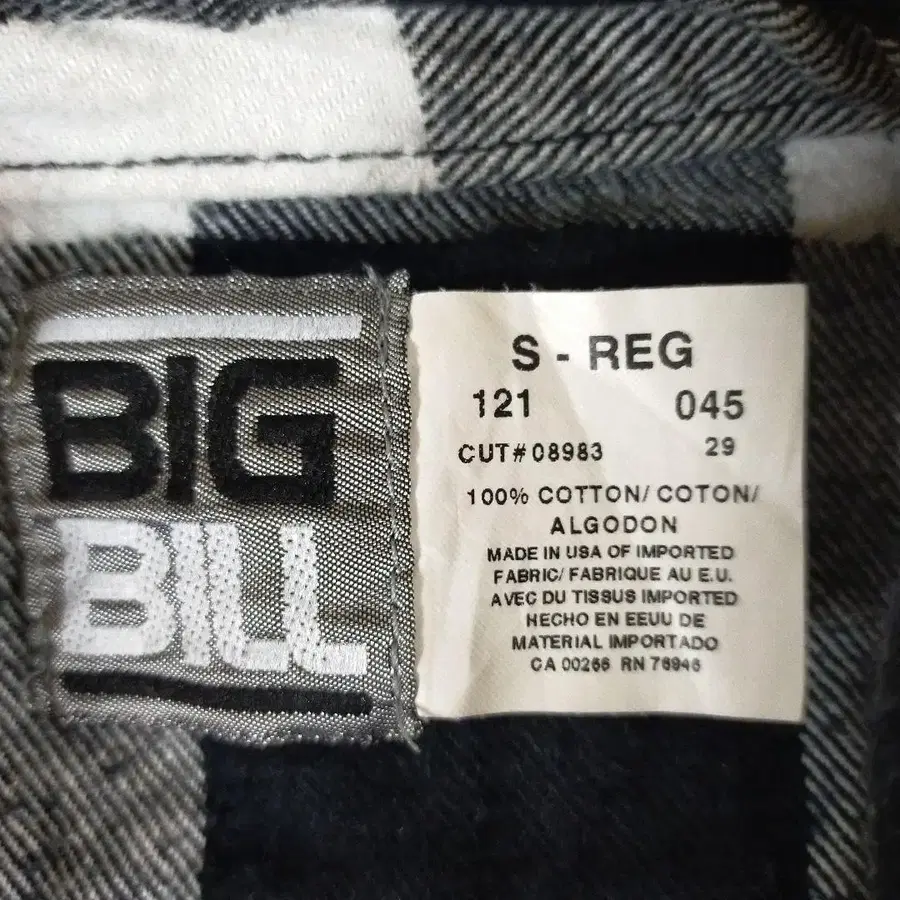 BIG
BILL
S - REG
121 045
CUT# 08983 29
100% COTTON/ COTON/
ALGODON
MADE IN USA OF IMPORTED
FABRIC/ FABRIQUE AU E.U.
AVEC DU TISSUS IMPORTED
HECHO EN EEUU DE
MATERIAL IMPORTADO
CA 00266 RN 76946